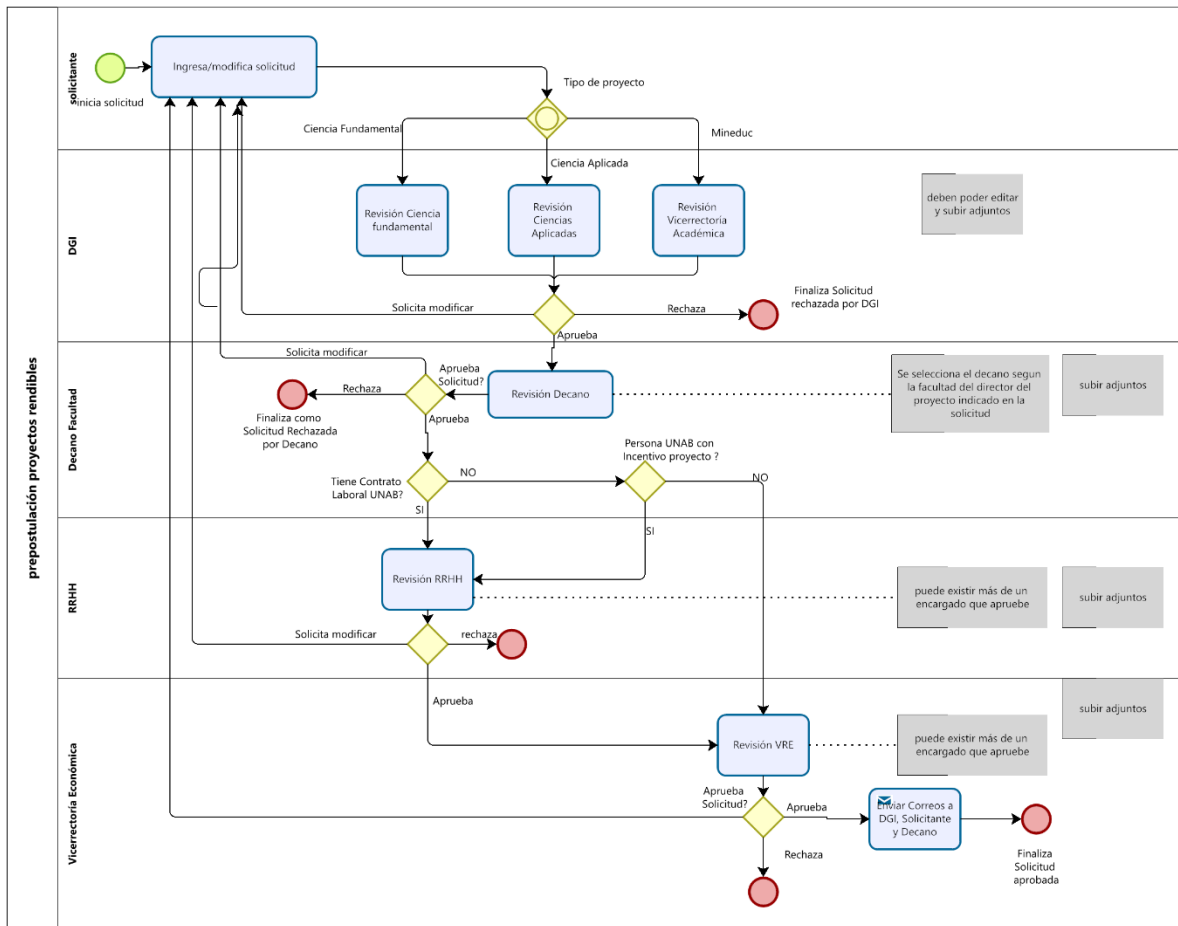 prepostulación proyectos rendibles
solicitante
inicia solicitud
Ingresa/modifica solicitud
Tipo de proyecto
Ciencia Fundamental
Ciencia Aplicada
Mineduc
DGI
Revisión Ciencia
fundamental
Revisión
Ciencias
Aplicadas
Revisión
Vicerrectoría
Académica
deben poder editar
y subir adjuntos
Solicita modificar
Rechaza
Finaliza Solicitud
rechazada por DGI
Aprueba
Decano Facultad
Solicita modificar
Aprueba
Solicitud?
Rechaza
Finaliza como
Solicitud Rechazada
por Decano
Aprueba
Revisión Decano
Se selecciona el decano segun
la facultad del director del
proyecto indicado en la
solicitud
subir adjuntos
Tiene Contrato
Laboral UNAB?
NO
SI
Persona UNAB con
Incentivo proyecto ?
NO
SI
RRHH
Revisión RRHH
puede existir más de un
encargado que apruebe
subir adjuntos
Solicita modificar
rechaza
Aprueba
Vicerrectoría Económica
Revisión VRE
puede existir más de un
encargado que apruebe
subir adjuntos
Aprueba
Solicitud?
Aprueba
Enviar Correos a
DGI, Solicitante
y Decano
Rechaza
Finaliza
Solicitud
aprobada